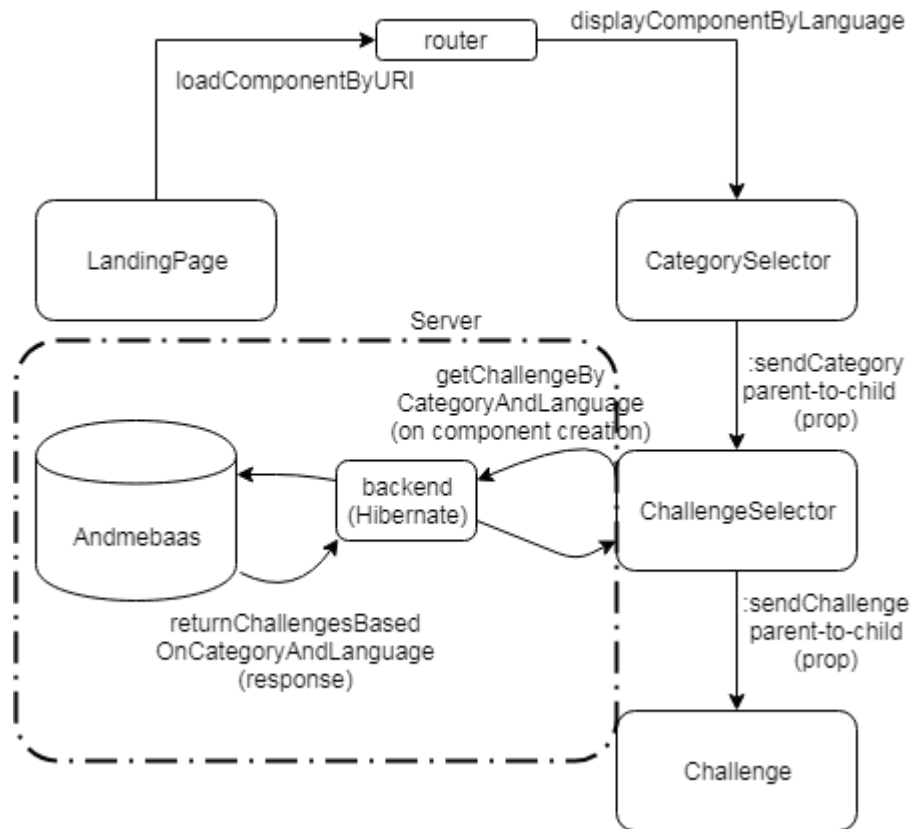 displayComponentByLanguage
router
loadComponentByURI
LandingPage
CategorySelector
Server
:sendCategory
parent-to-child
(prop)
getChallengeBy
CategoryAndLanguage
(on component creation)
backend
(Hibernate)
ChallengeSelector
Andmebaas
returnChallengesBased
OnCategoryAndLanguage
(response)
:sendChallenge
parent-to-child
(prop)
Challenge